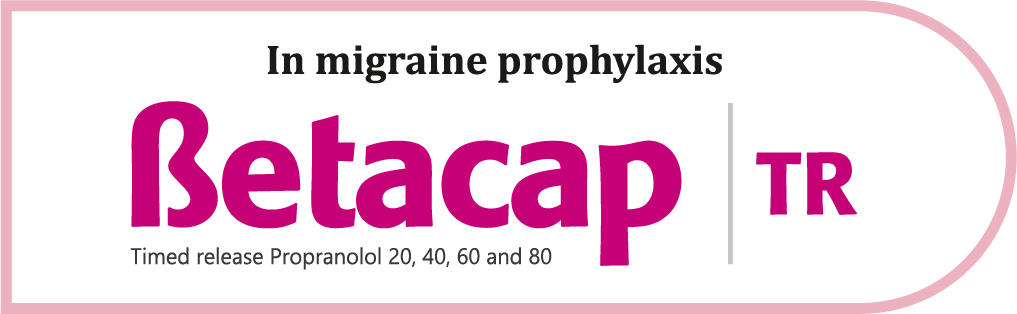 In migraine prophylaxis
ßetacap
TR
Timed release Propranolol 20, 40, 60 and 80